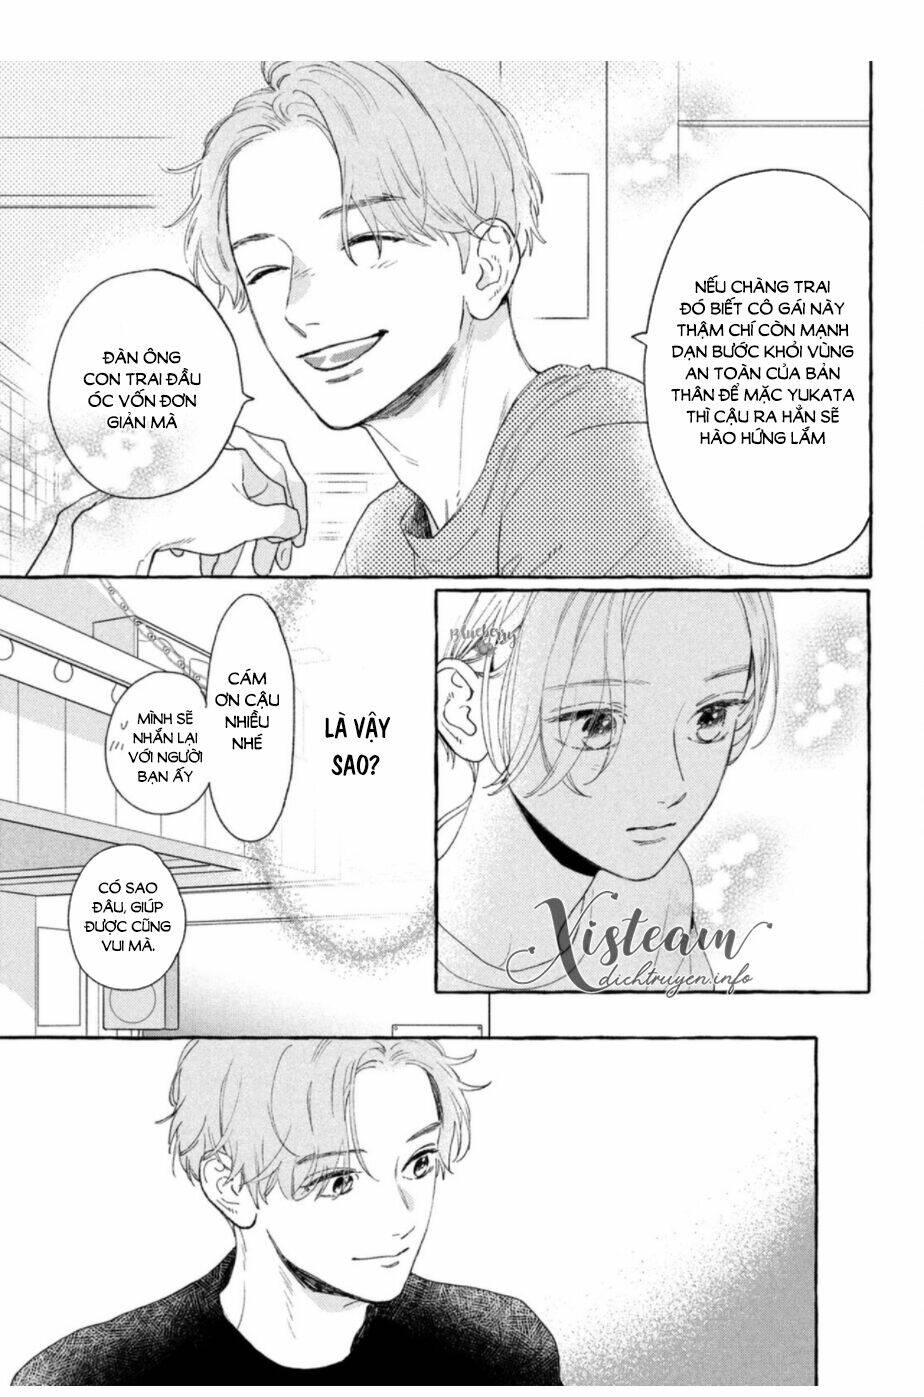 NẾU CHÀNG TRAI
ĐÓ BIẾT CÔ GÁI NÀY
THẬM CHÍ CÒN MẠNH
DẠN BƯỚC KHỎI VÙNG
AN TOÀN CỦA BẢN
THÂN ĐỂ MẶC YUKATA
THÌ CẬU RA HẲN SẼ
HÀO HỨNG LẮM
ĐÀN ÔNG
CON TRAI ĐẦU
ÓC VỐN ĐƠN
GIẢN MÀ
Blueberry
LÀ VẬY
SAO?
CÁM
ƠN CẬU
NHIỀU
NHÉ
MÌNH SẼ
NHẮN LẠI
VỚI NGƯỜI
BẠN ẤY
CÓ SAO
ĐÂU, GIÚP
ĐƯỢC CŨNG
VUI MÀ.
Xisteam
dichtruyen.info